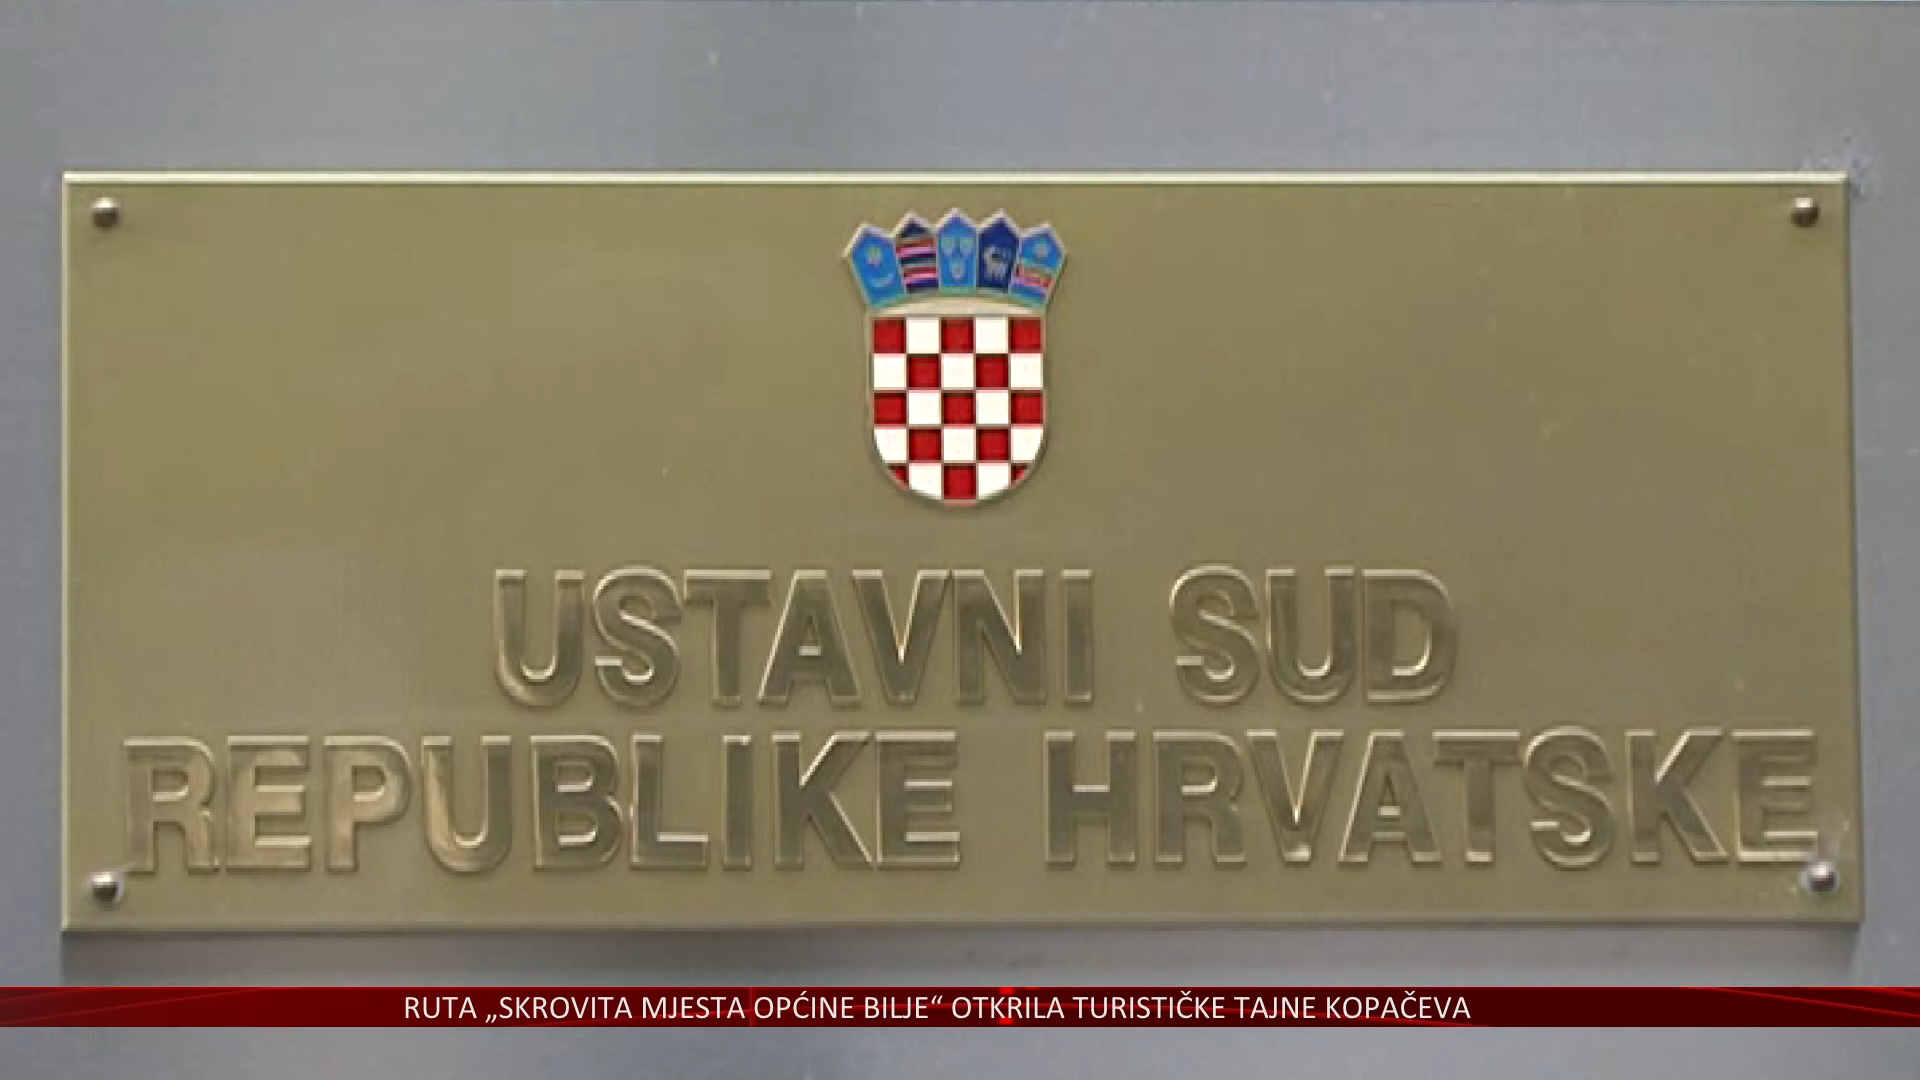 USTAVNI SUD
REPUBLIKE HRVATSKE
RUTA „SKROVITA MJESTA OPĆINE BILJE“ OTKRILA TURISTIČKE TAJNE KOPAČEVA